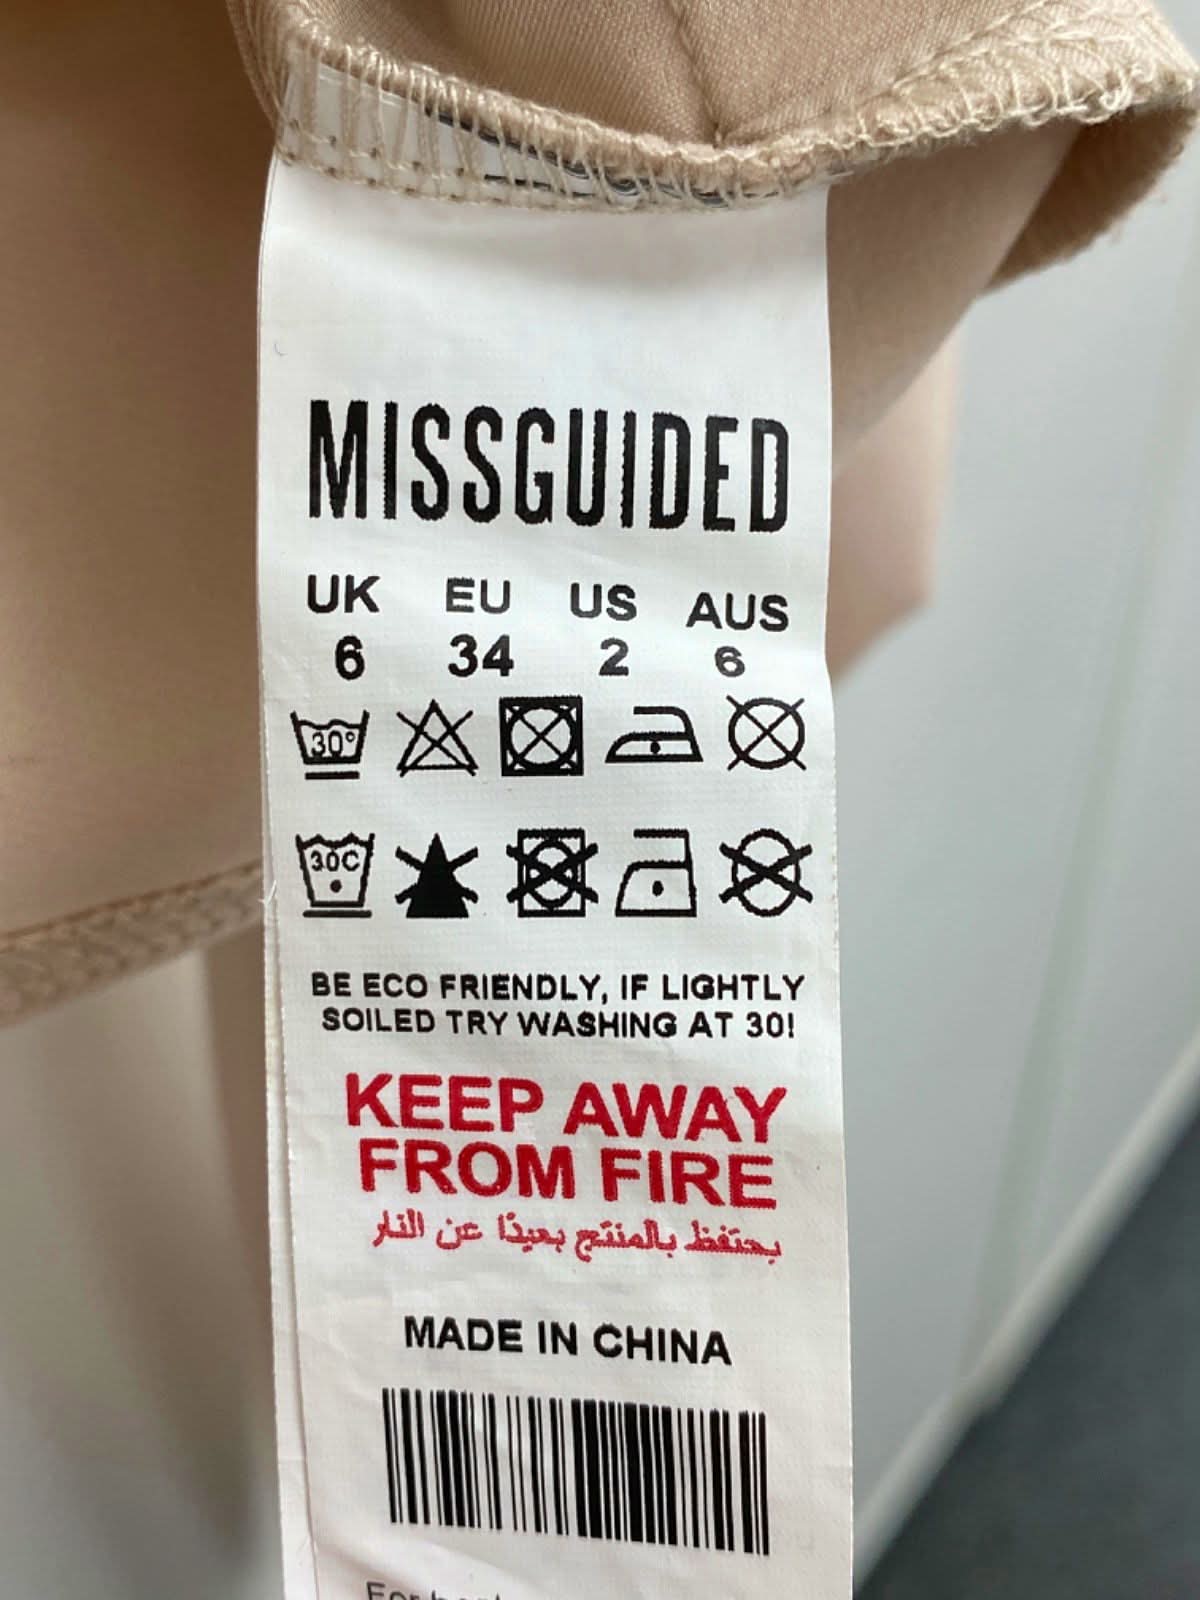 MISSGUIDED
UK EU US AUS
6 34 2 6
30°
30C
BE ECO FRIENDLY, IF LIGHTLY
SOILED TRY WASHING AT 30!
KEEP AWAY
FROM FIRE
يحتفظ بالمنتج بعيدًا عن النار
MADE IN CHINA
For